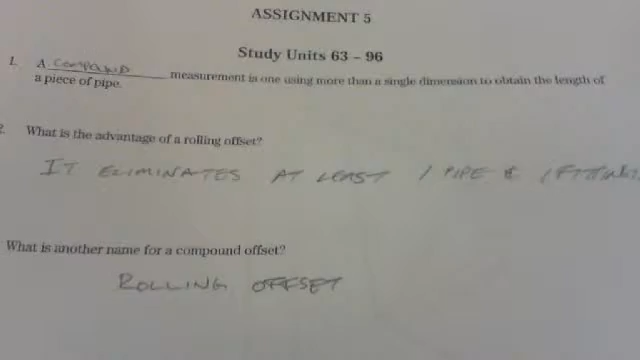 ASSIGNMENT 5
Study Units 63 – 96
1. A COMPOUND measurement is one using more than a single dimension to obtain the length of
a piece of pipe.
2. What is the advantage of a rolling offset?
IT ELIMINATES AT LEAST 1 PIPE & 1 FITTING.
What is another name for a compound offset?
ROLLING OFFSET